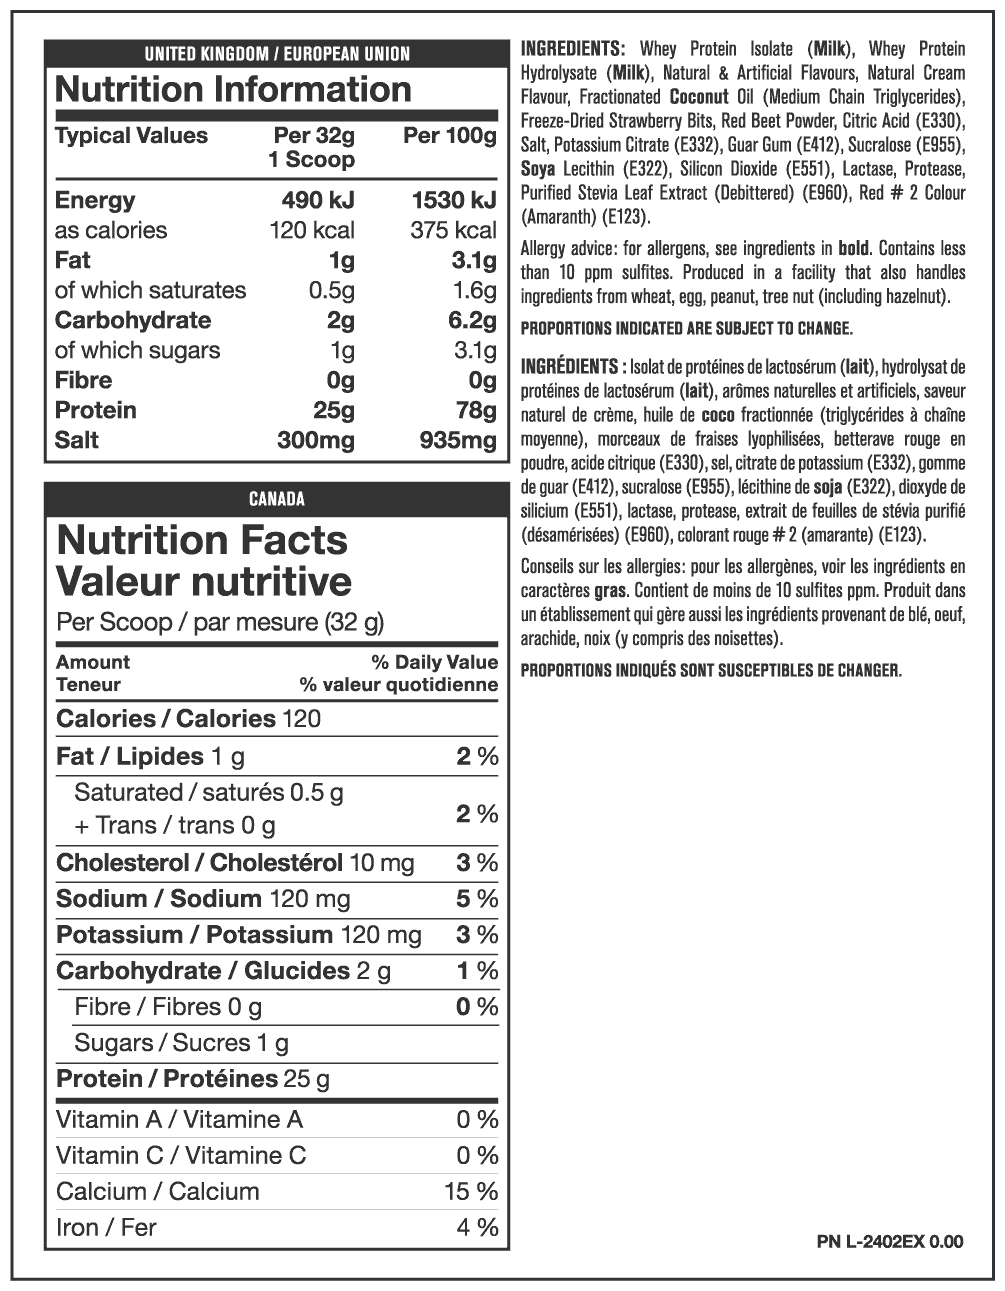 UNITED KINGDOM / EUROPEAN UNION
Nutrition Information
Typical Values Per 32g Per 100g
1 Scoop
Energy 490 kJ 1530 kJ
as calories 120 kcal 375 kcal
Fat 1g 3.1g
of which saturates 0.5g 1.6g
Carbohydrate 2g 6.2g
of which sugars 1g 3.1g
Fibre 0g 0g
Protein 25g 78g
Salt 300mg 935mg
CANADA
Nutrition Facts
Valeur nutritive
Per Scoop / par mesure (32 g)
Amount % Daily Value
Teneur % valeur quotidienne
Calories / Calories 120
Fat / Lipides 1 g 2 %
Saturated / saturés 0.5 g
+ Trans / trans 0 g 2 %
Cholesterol / Cholestérol 10 mg 3 %
Sodium / Sodium 120 mg 5 %
Potassium / Potassium 120 mg 3 %
Carbohydrate / Glucides 2 g 1 %
Fibre / Fibres 0 g 0 %
Sugars / Sucres 1 g
Protein / Protéines 25 g
Vitamin A / Vitamine A 0 %
Vitamin C / Vitamine C 0 %
Calcium / Calcium 15 %
Iron / Fer 4 %
INGREDIENTS: Whey Protein Isolate (Milk), Whey Protein
Hydrolysate (Milk), Natural & Artificial Flavours, Natural Cream
Flavour, Fractionated Coconut Oil (Medium Chain Triglycerides),
Freeze-Dried Strawberry Bits, Red Beet Powder, Citric Acid (E330),
Salt, Potassium Citrate (E332), Guar Gum (E412), Sucralose (E955),
Soya Lecithin (E322), Silicon Dioxide (E551), Lactase, Protease,
Purified Stevia Leaf Extract (Debittered) (E960), Red # 2 Colour
(Amaranth) (E123).
Allergy advice: for allergens, see ingredients in bold. Contains less
than 10 ppm sulfites. Produced in a facility that also handles
ingredients from wheat, egg, peanut, tree nut (including hazelnut).
PROPORTIONS INDICATED ARE SUBJECT TO CHANGE.
INGRÉDIENTS : Isolat de protéines de lactosérum (lait), hydrolysat de
protéines de lactosérum (lait), arômes naturelles et artificiels, saveur
naturel de crème, huile de coco fractionnée (triglycérides à chaîne
moyenne), morceaux de fraises lyophilisées, betterave rouge en
poudre, acide citrique (E330), sel, citrate de potassium (E332), gomme
de guar (E412), sucralose (E955), lécithine de soja (E322), dioxyde de
silicium (E551), lactase, protease, extrait de feuilles de stévia purifié
(désamérisées) (E960), colorant rouge # 2 (amarante) (E123).
Conseils sur les allergies: pour les allergènes, voir les ingrédients en
caractères gras. Contient de moins de 10 sulfites ppm. Produit dans
un établissement qui gère aussi les ingrédients provenant de blé, oeuf,
arachide, noix (y compris des noisettes).
PROPORTIONS INDIQUÉS SONT SUSCEPTIBLES DE CHANGER.
PN L-2402EX 0.00